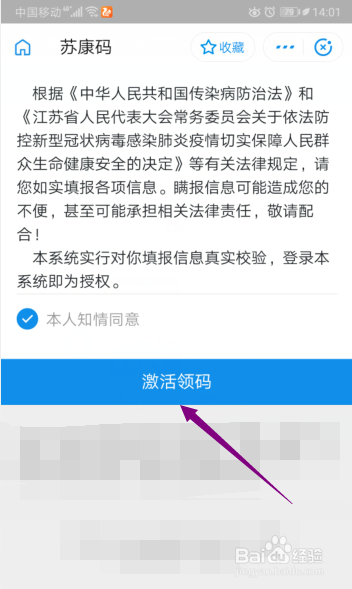 中国移动 4G 79 14:01
苏康码 收藏
根据《中华人民共和国传染病防治法》和
《江苏省人民代表大会常务委员会关于依法防
控新型冠状病毒感染肺炎疫情切实保障人民群
众生命健康安全的决定》等有关法律规定，请
您如实填报各项信息。瞒报信息可能造成您的
不便，甚至可能承担相关法律责任，敬请配
合！
本系统实行对你填报信息真实校验，登录本
系统即为授权。
本人知情同意
激活领码
Baidu 经验
jingyan.baidu.com